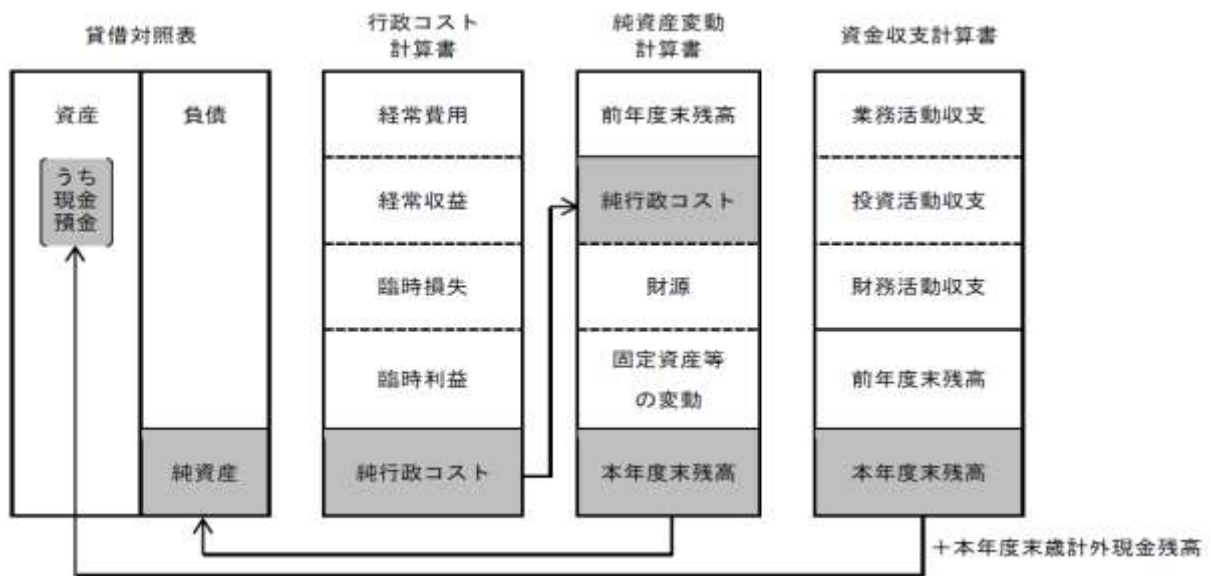 貸借対照表
資産
うち
現金
預金
負債
純資産
行政コスト
計算書
経常費用
経常収益
臨時損失
臨時利益
純行政コスト
純資産変動
計算書
前年度末残高
純行政コスト
財源
固定資産等
の変動
本年度末残高
資金収支計算書
業務活動収支
投資活動収支
財務活動収支
前年度末残高
本年度末残高
＋本年度末歳計外現金残高